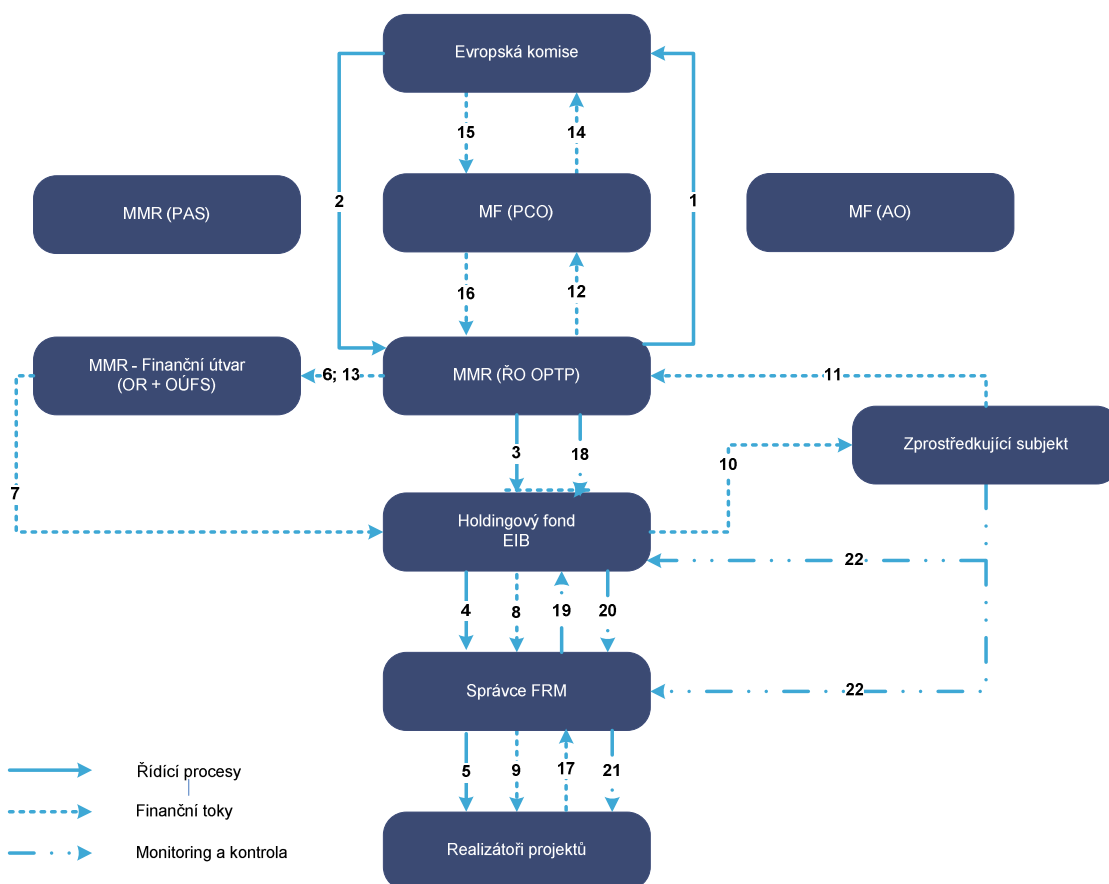 Evropská komise
15
14
2
1
MMR (PAS)
MF (PCO)
MF (AO)
16
12
MMR - Finanční útvar
(OR + OÚFS)
6; 13
MMR (ŘO OPTP)
11
3
18
Zprostředkující subjekt
10
7
Holdingový fond
EIB
22
4
8
19
20
Správce FRM
22
5
9
17
21
Řídící procesy
Finanční toky
Monitoring a kontrola
Realizátoři projektů